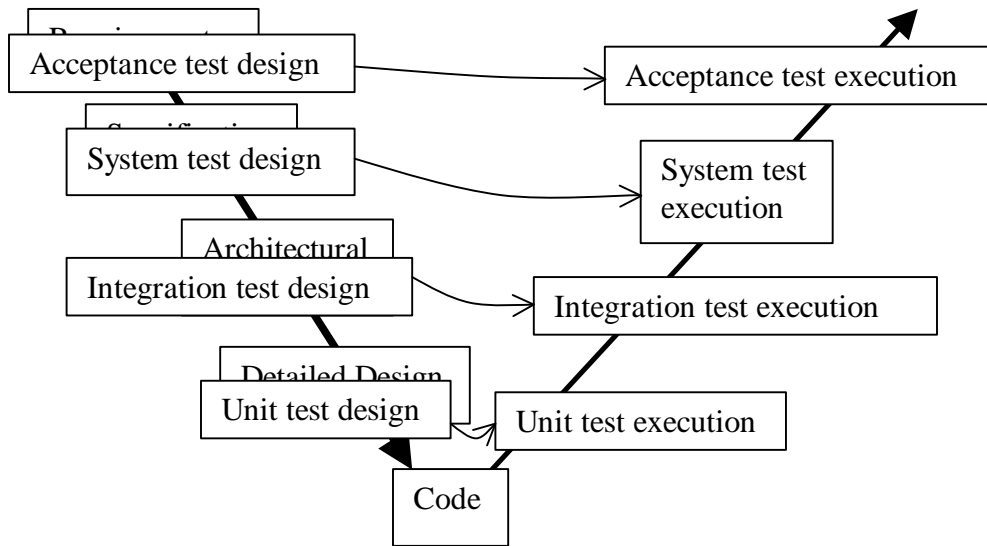 Acceptance test design
Acceptance test execution
System test design
System test
execution
Architectural
Integration test design
Integration test execution
Detailed Design
Unit test design
Unit test execution
Code